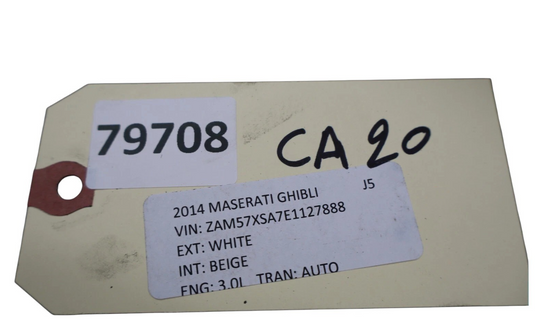 79708
CA 20
2014 MASERATI GHIBLI J5
VIN: ZAM57XSA7E1127888
EXT: WHITE
INT: BEIGE
ENG: 3.0L TRAN: AUTO